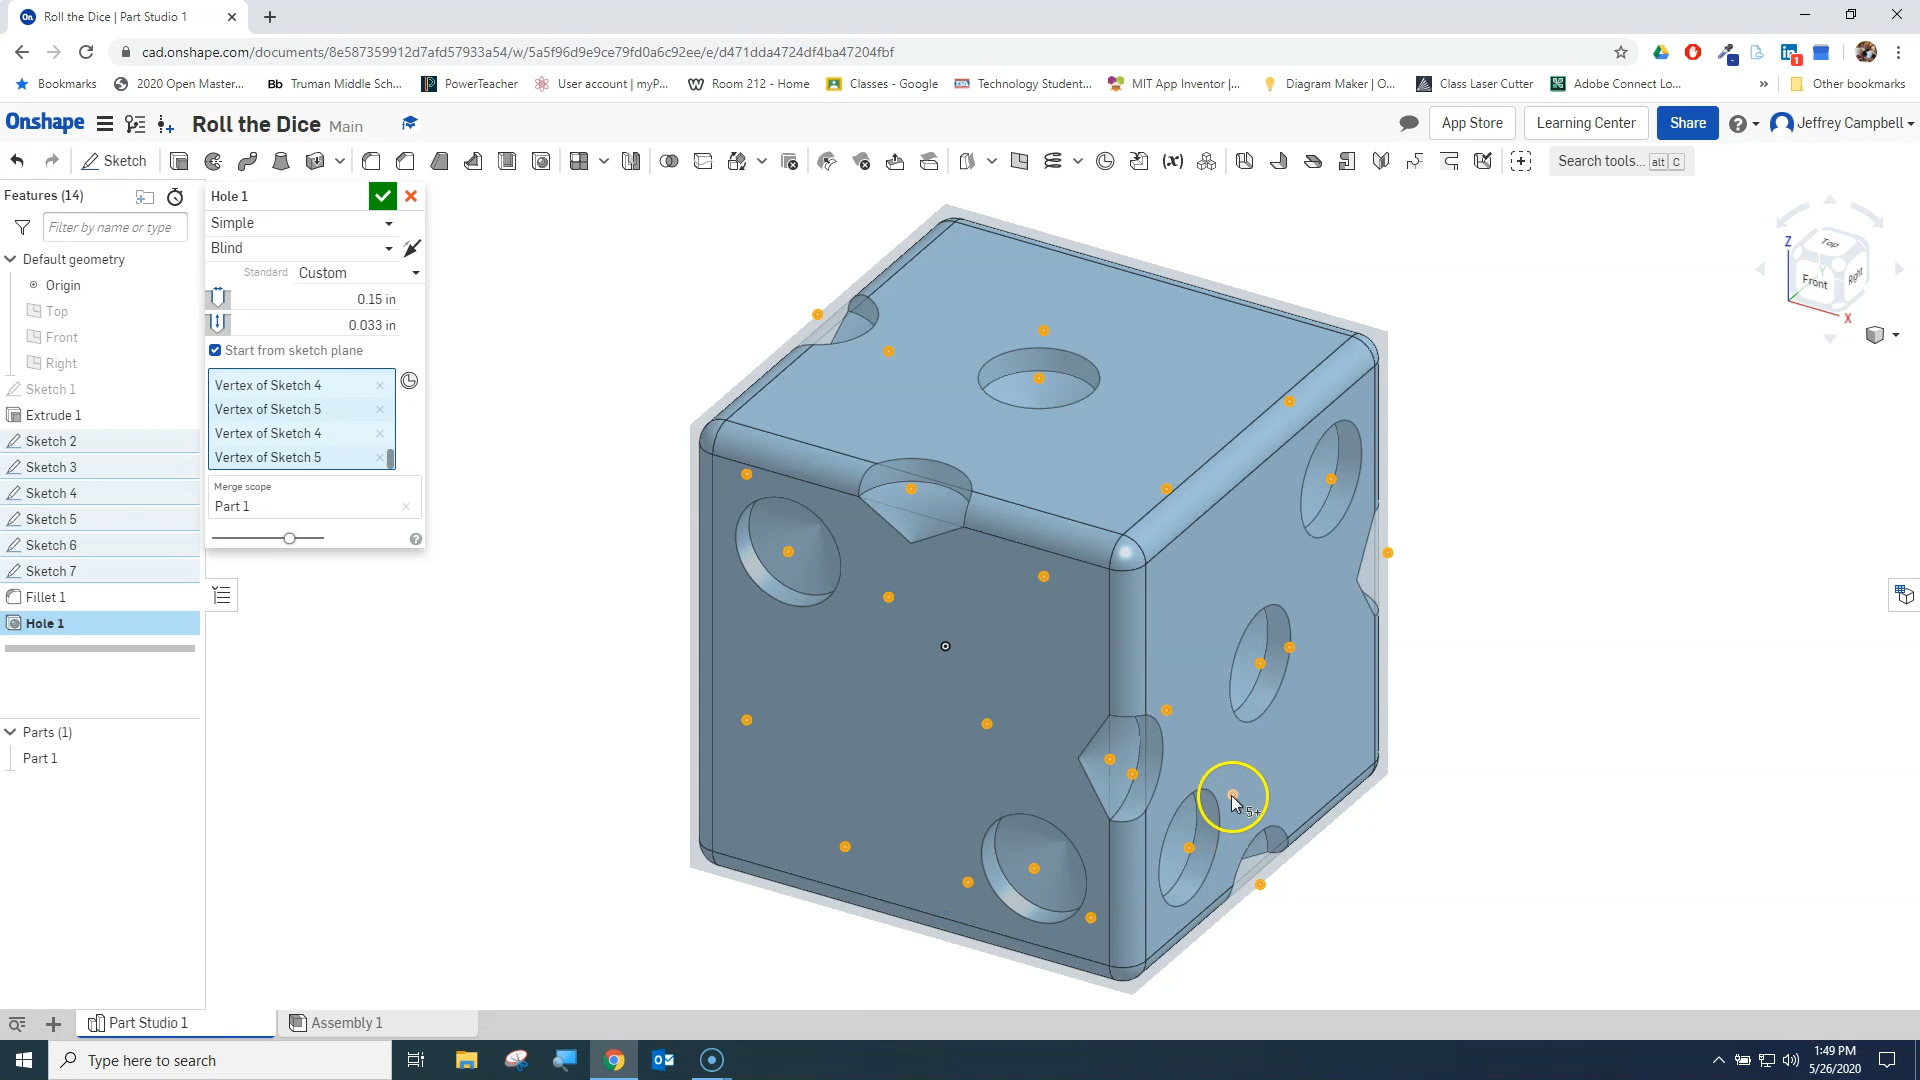 Roll the Dice | Part Studio 1
cad.onshape.com/documents/8e587359912d7afd57933a54/w/5a5f96d9e9ce79fd0a6c92ee/e/d471dda4724df4ba47204fbf
Bookmarks
2020 Open Master...
Bb Truman Middle Sch...
PowerTeacher
User account | myP...
Room 212 - Home
Classes - Google
Technology Student...
MIT App Inventor |...
Diagram Maker | O...
Class Laser Cutter
Adobe Connect Lo...
»
Other bookmarks
Onshape
Roll the Dice Main
App Store
Learning Center
Share
Jeffrey Campbell
Sketch
Search tools... alt C
Features (14)
Filter by name or type
Default geometry
Origin
Top
Front
Right
Sketch 1
Extrude 1
Sketch 2
Sketch 3
Sketch 4
Sketch 5
Sketch 6
Sketch 7
Fillet 1
Hole 1
Parts (1)
Part 1
Hole 1
Simple
Blind
Standard Custom
0.15 in
0.033 in
Start from sketch plane
Vertex of Sketch 4
Vertex of Sketch 5
Vertex of Sketch 4
Vertex of Sketch 5
Merge scope
Part 1
5+
Z
Top
Y
Front
Right
X
Part Studio 1
Assembly 1
Type here to search
1:49 PM
5/26/2020